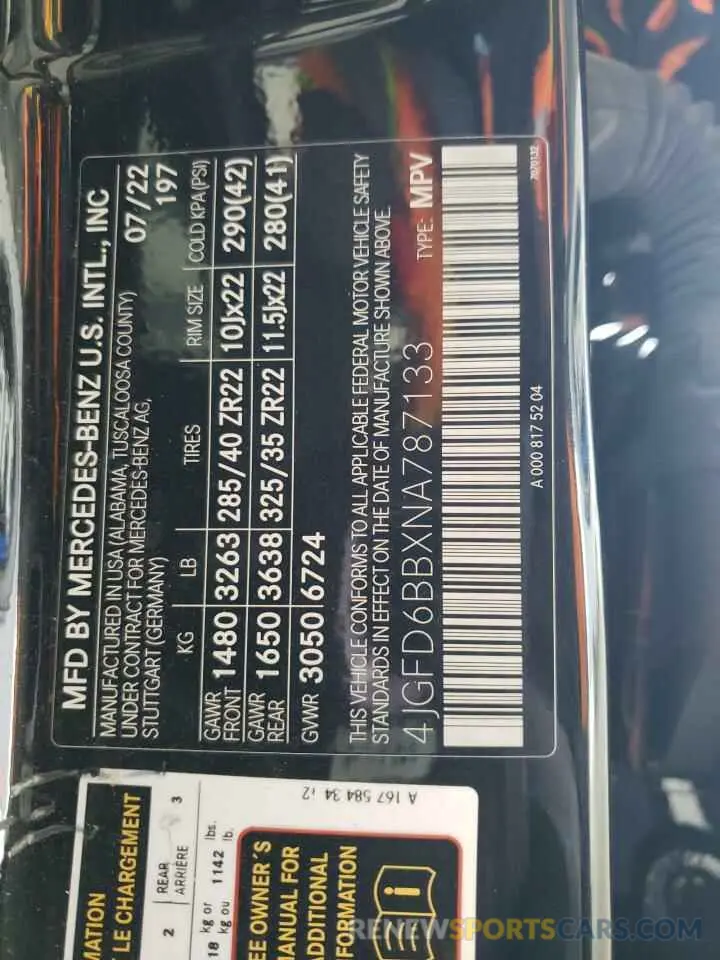 MFD BY MERCEDES-BENZ U.S. INTL., INC
MANUFACTURED IN USA (ALABAMA, TUSCALOOSA COUNTY)
UNDER CONTRACT FOR MERCEDES-BENZ AG,
STUTTGART (GERMANY)
07/22
197
KG LB TIRES RIM SIZE COLD KPA (PSI)
GAWR FRONT 1480 3263 285/40 ZR22 10Jx22 290(42)
GAWR REAR 1650 3638 325/35 ZR22 11.5Jx22 280(41)
GVWR 3050 6724
THIS VEHICLE CONFORMS TO ALL APPLICABLE FEDERAL MOTOR VEHICLE SAFETY
STANDARDS IN EFFECT ON THE DATE OF MANUFACTURE SHOWN ABOVE.
4JGFD6BBXNA787133 TYPE: MPV
A 000 817 52 04
7070132
MATION
LE CHARGEMENT
2 REAR 3
ARRIÈRE
18 kg or 1142 lbs.
kg ou lb.
EE OWNER'S
MANUAL FOR
ADDITIONAL
FORMATION
A 167 584 34 12
RENEWSPORTSCARS.COM